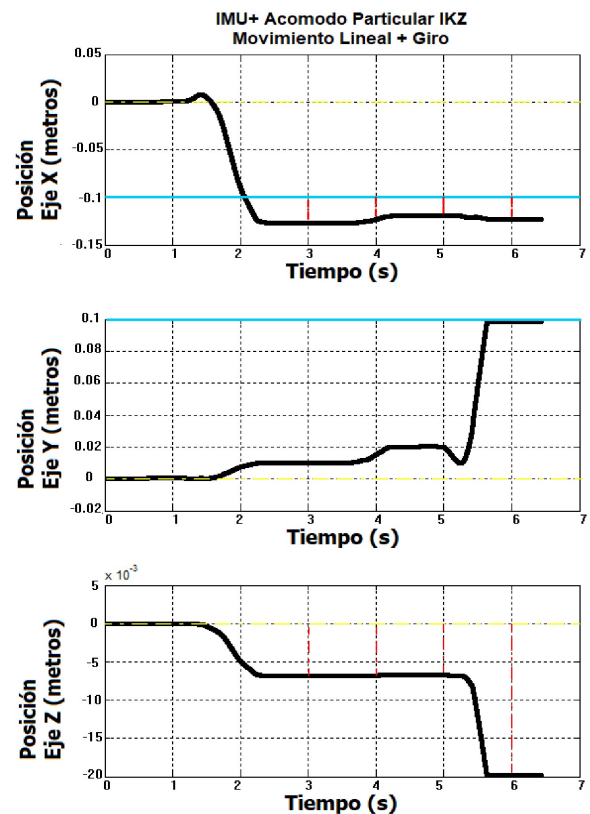 IMU+ Acomodo Particular IKZ
Movimiento Lineal + Giro
Posición
Eje X (metros)
0.05
0
-0.05
-0.1
-0.15
0 1 2 3 4 5 6 7
Tiempo (s)
Posición
Eje Y (metros)
0.1
0.08
0.06
0.04
0.02
0
-0.02
0 1 2 3 4 5 6 7
Tiempo (s)
Posición
Eje Z (metros)
x 10⁻³
5
0
-5
-10
-15
-20
0 1 2 3 4 5 6 7
Tiempo (s)